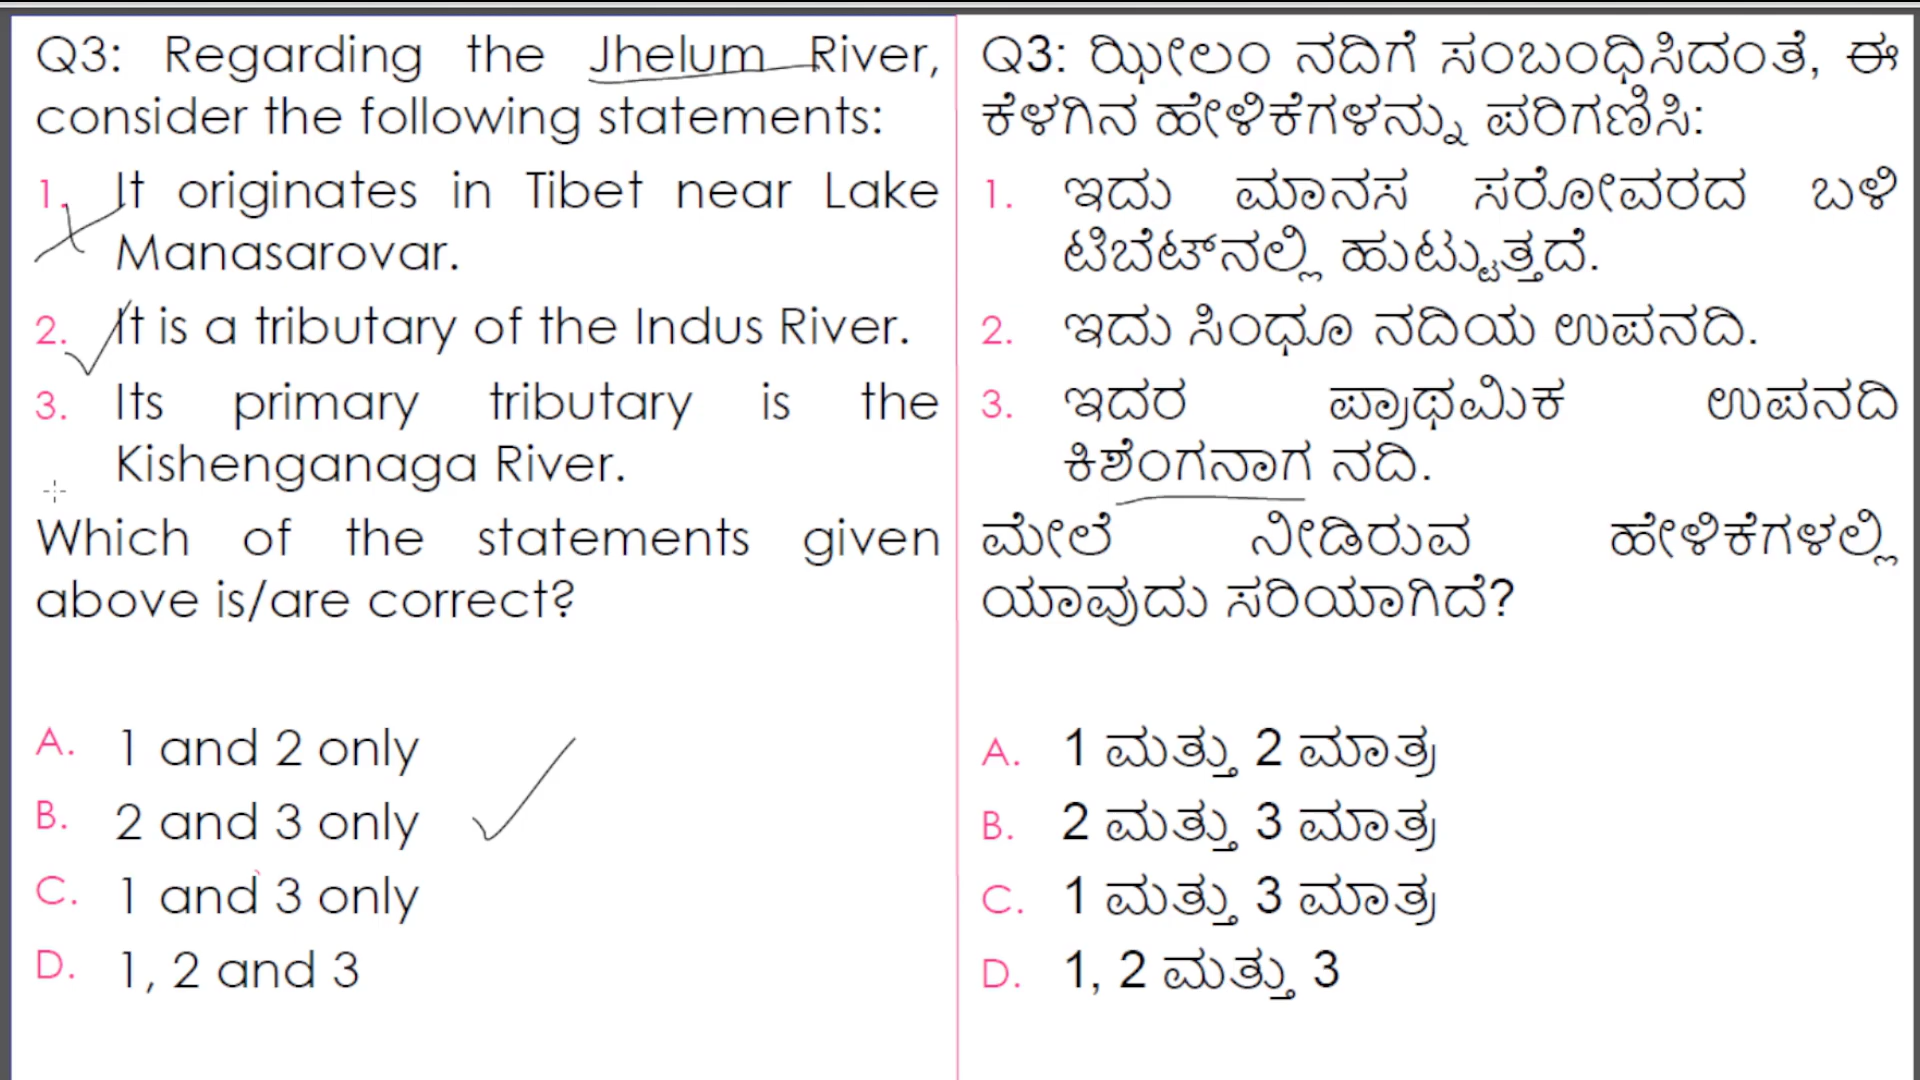 Q3: Regarding the Jhelum River,
consider the following statements:
1. It originates in Tibet near Lake
Manasarovar.
2. It is a tributary of the Indus River.
3. Its primary tributary is the
Kishenganaga River.
Which of the statements given
above is/are correct?
A. 1 and 2 only
B. 2 and 3 only
C. 1 and 3 only
D. 1, 2 and 3
Q3: ಝೀಲಂ ನದಿಗೆ ಸಂಬಂಧಿಸಿದಂತೆ, ಈ
ಕೆಳಗಿನ ಹೇಳಿಕೆಗಳನ್ನು ಪರಿಗಣಿಸಿ:
1. ಇದು ಮಾನಸ ಸರೋವರದ ಬಳಿ
ಟಿಬೆಟ್‌ನಲ್ಲಿ ಹುಟ್ಟುತ್ತದೆ.
2. ಇದು ಸಿಂಧೂ ನದಿಯ ಉಪನದಿ.
3. ಇದರ ಪ್ರಾಥಮಿಕ ಉಪನದಿ
ಕಿಶೆಂಗನಾಗ ನದಿ.
ಮೇಲೆ ನೀಡಿರುವ ಹೇಳಿಕೆಗಳಲ್ಲಿ
ಯಾವುದು ಸರಿಯಾಗಿದೆ?
A. 1 ಮತ್ತು 2 ಮಾತ್ರ
B. 2 ಮತ್ತು 3 ಮಾತ್ರ
C. 1 ಮತ್ತು 3 ಮಾತ್ರ
D. 1, 2 ಮತ್ತು 3